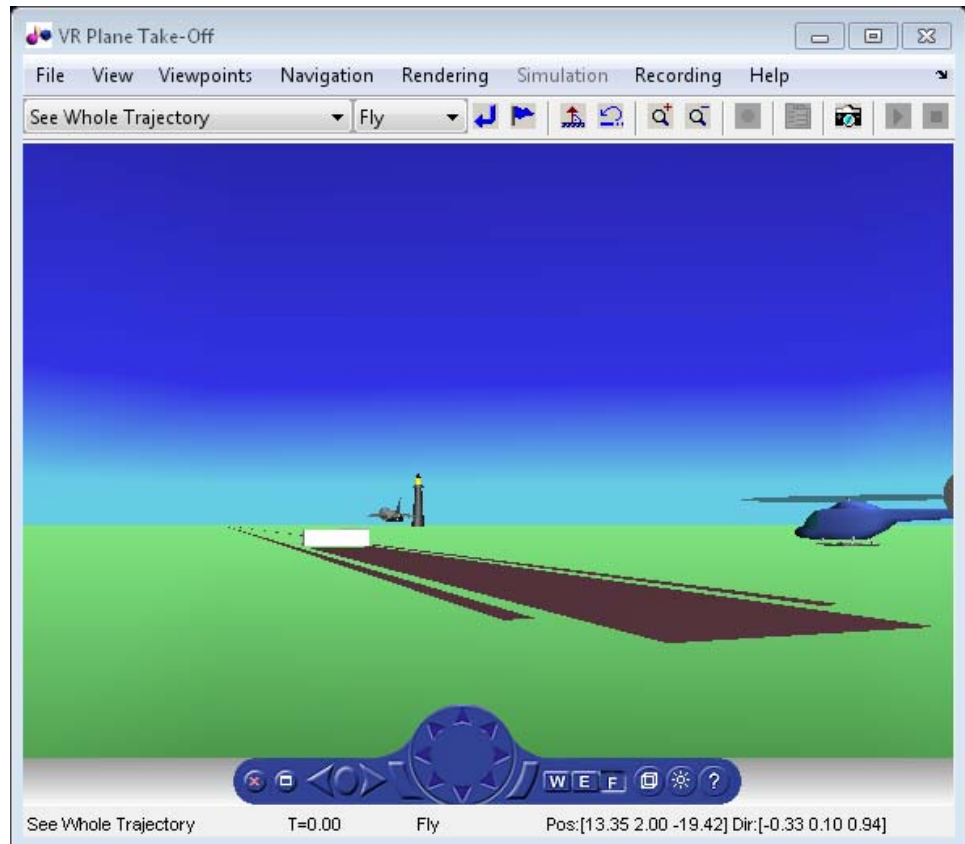 VR Plane Take-Off
File View Viewpoints Navigation Rendering Simulation Recording Help
See Whole Trajectory Fly
W E F ?
See Whole Trajectory T=0.00 Fly Pos:[13.35 2.00 -19.42] Dir:[-0.33 0.10 0.94]